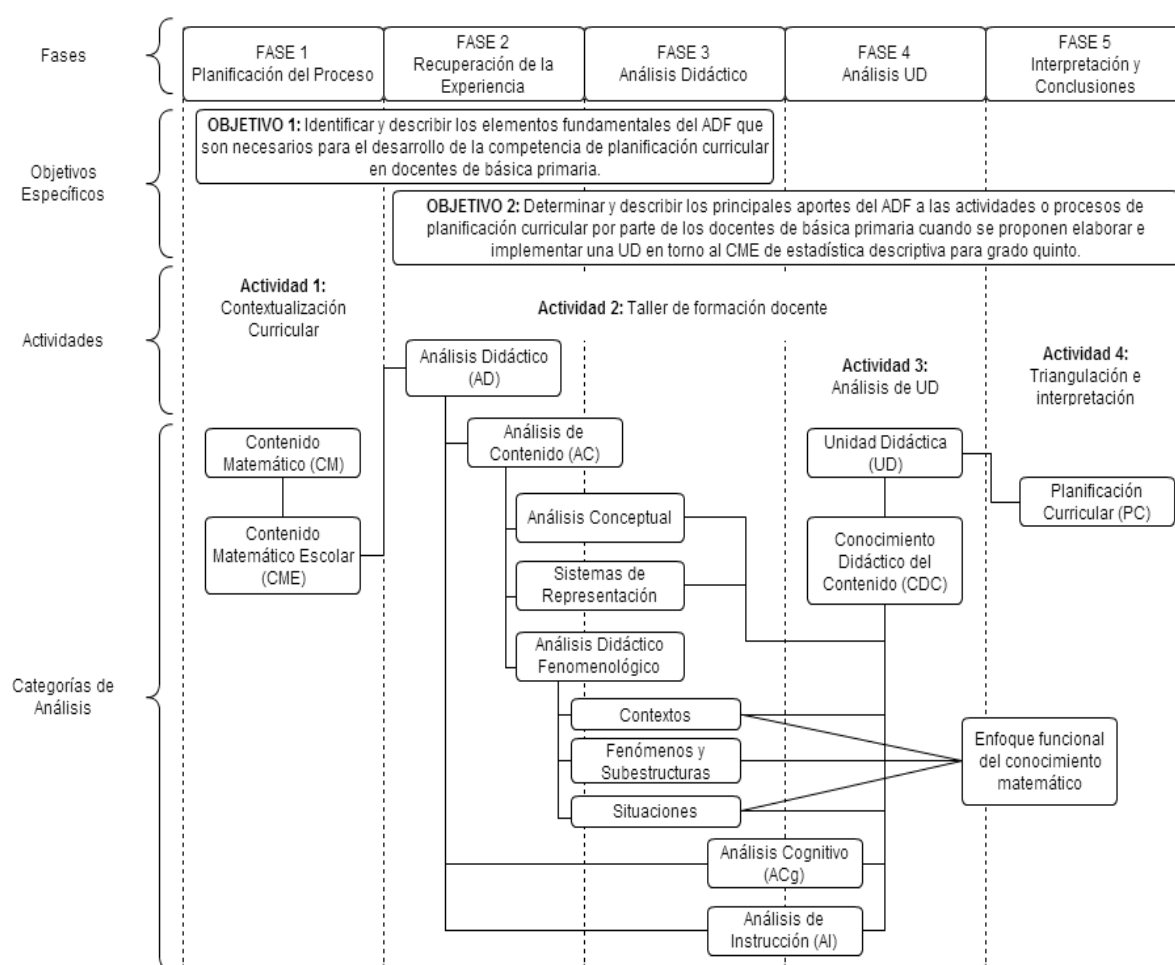 Fases
FASE 1
Planificación del Proceso
FASE 2
Recuperación de la
Experiencia
FASE 3
Análisis Didáctico
FASE 4
Análisis UD
FASE 5
Interpretación y
Conclusiones
Objetivos
Específicos
OBJETIVO 1: Identificar y describir los elementos fundamentales del ADF que
son necesarios para el desarrollo de la competencia de planificación curricular
en docentes de básica primaria.
OBJETIVO 2: Determinar y describir los principales aportes del ADF a las actividades o procesos de
planificación curricular por parte de los docentes de básica primaria cuando se proponen elaborar e
implementar una UD en torno al CME de estadística descriptiva para grado quinto.
Actividades
Actividad 1:
Contextualización
Curricular
Actividad 2: Taller de formación docente
Actividad 3:
Análisis de UD
Actividad 4:
Triangulación e
interpretación
Categorías de
Análisis
Contenido
Matemático (CM)
Contenido
Matemático Escolar
(CME)
Análisis Didáctico
(AD)
Análisis de
Contenido (AC)
Análisis Conceptual
Sistemas de
Representación
Análisis Didáctico
Fenomenológico
Contextos
Fenómenos y
Subestructuras
Situaciones
Análisis Cognitivo
(ACg)
Análisis de
Instrucción (AI)
Unidad Didáctica
(UD)
Conocimiento
Didáctico del
Contenido (CDC)
Planificación
Curricular (PC)
Enfoque funcional
del conocimiento
matemático